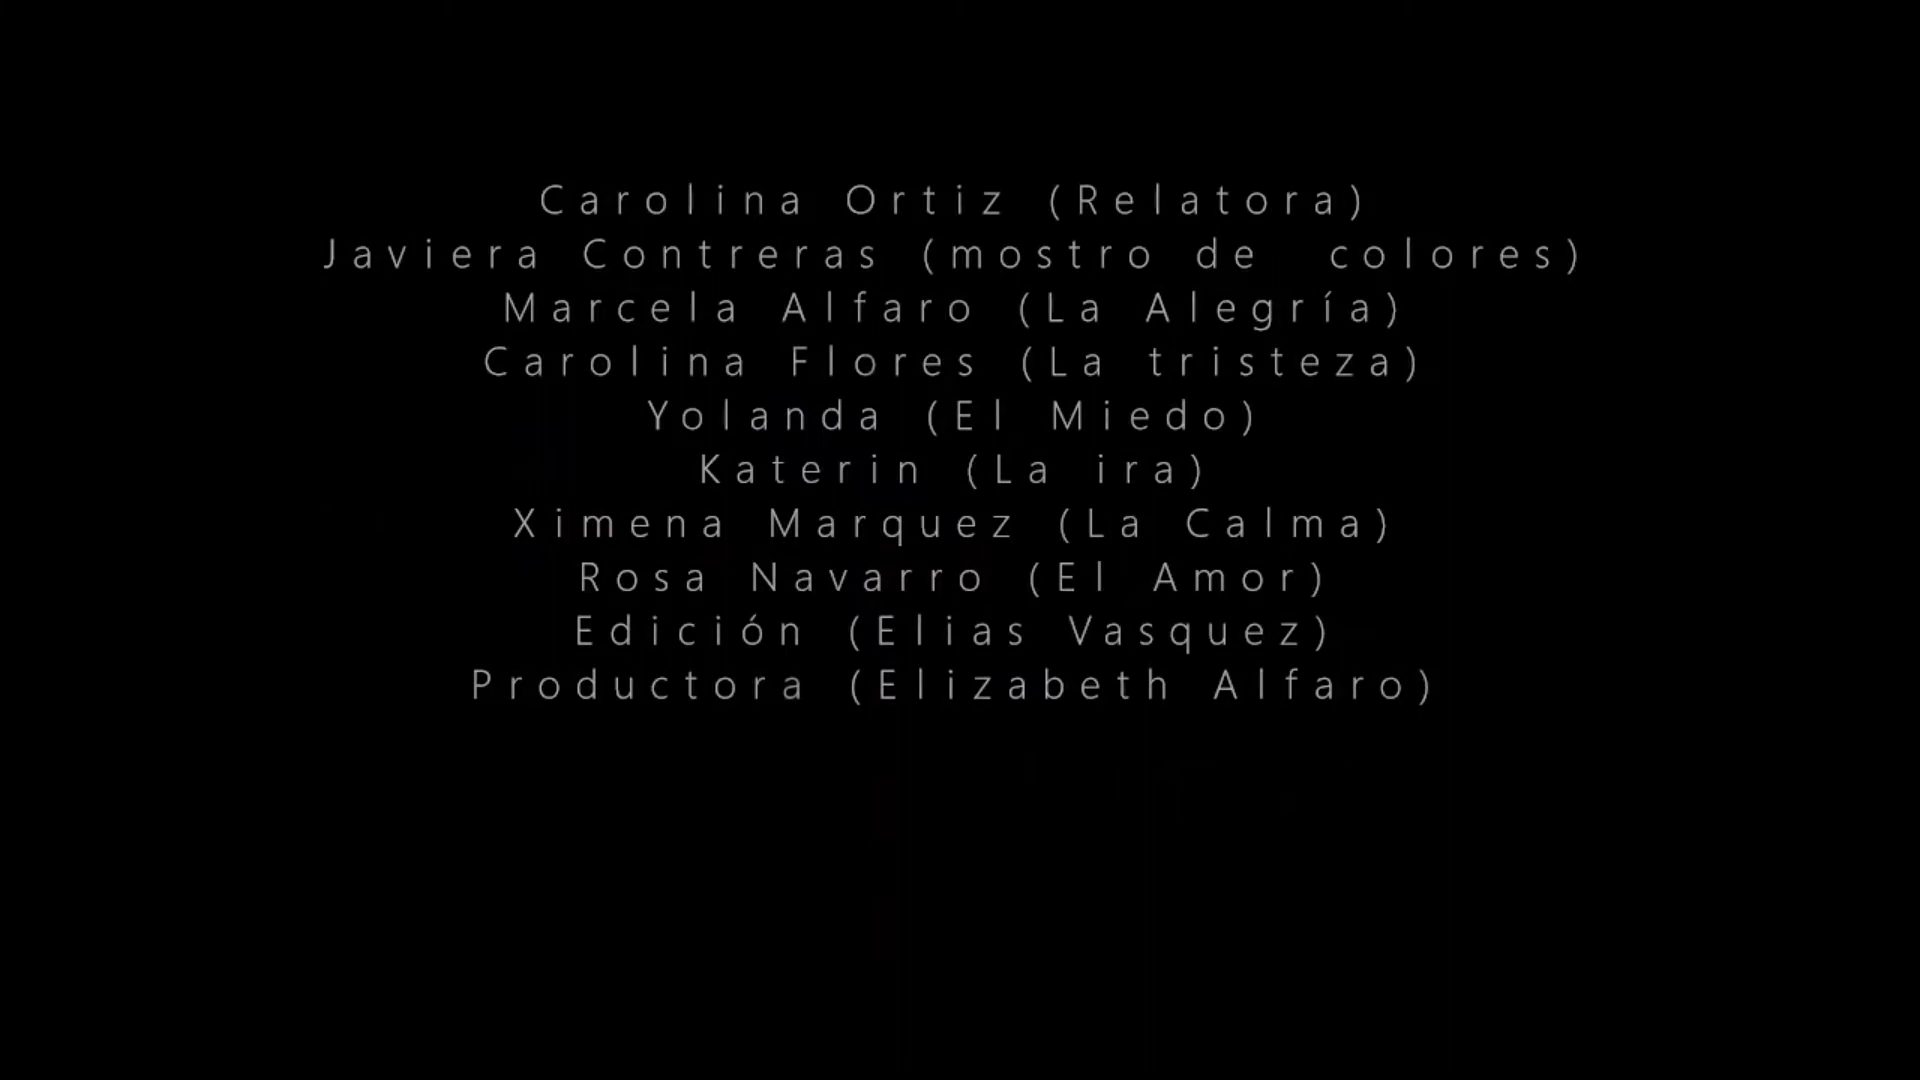 Carolina Ortiz (Relatora)
Javiera Contreras (mostro de  colores)
Marcela Alfaro (La Alegría)
Carolina Flores (La tristeza)
Yolanda (El Miedo)
Katerin (La ira)
Ximena Marquez (La Calma)
Rosa Navarro (El Amor)
Edición (Elias Vasquez)
Productora (Elizabeth Alfaro)